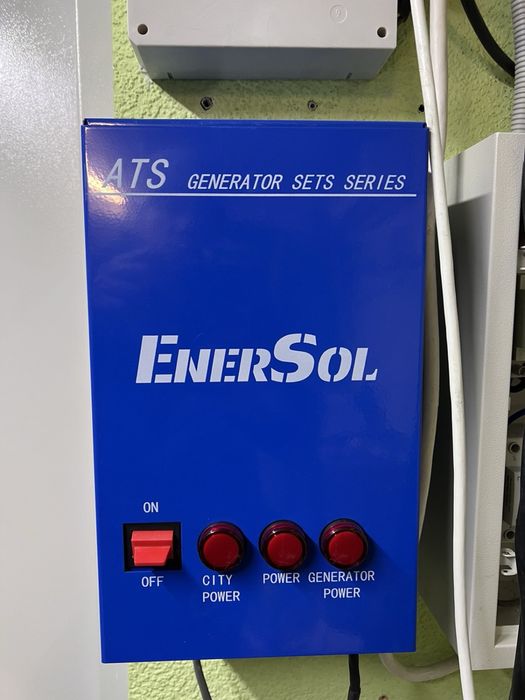 ATS GENERATOR SETS SERIES
ENERSOL
ON
OFF
CITY POWER
POWER
GENERATOR POWER